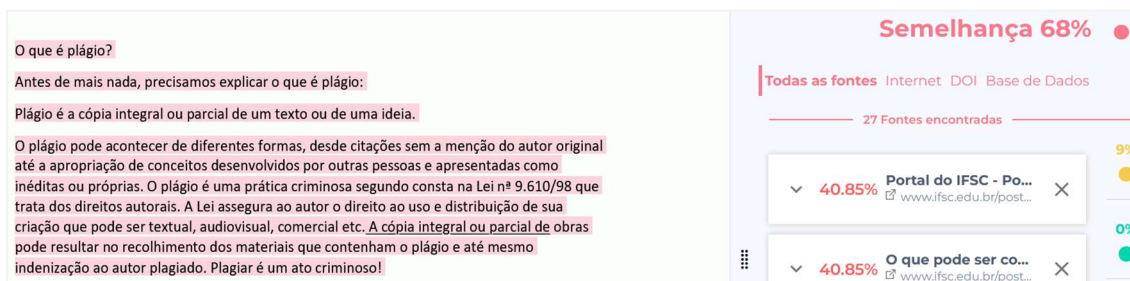 O que é plágio?
Antes de mais nada, precisamos explicar o que é plágio:
Plágio é a cópia integral ou parcial de um texto ou de uma ideia.
O plágio pode acontecer de diferentes formas, desde citações sem a menção do autor original
até a apropriação de conceitos desenvolvidos por outras pessoas e apresentadas como
inéditas ou próprias. O plágio é uma prática criminosa segundo consta na Lei nª 9.610/98 que
trata dos direitos autorais. A Lei assegura ao autor o direito ao uso e distribuição de sua
criação que pode ser textual, audiovisual, comercial etc. A cópia integral ou parcial de obras
pode resultar no recolhimento dos materiais que contenham o plágio e até mesmo
indenização ao autor plagiado. Plagiar é um ato criminoso!
Semelhança 68%
Todas as fontes Internet DOI Base de Dados
27 Fontes encontradas
40.85% Portal do IFSC - Po...
www.ifsc.edu.br/post...
40.85% O que pode ser co...
www.ifsc.edu.br/post...
9%
0%